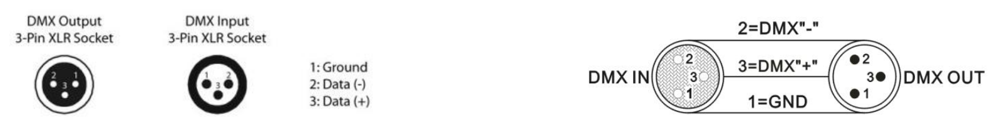 DMX Output
3-Pin XLR Socket
2 1
3
DMX Input
3-Pin XLR Socket
1 2
3
1: Ground
2: Data (-)
3: Data (+)
2=DMX"-"
3=DMX"+"
1=GND
DMX IN
2
3
1
2
3
1
DMX OUT